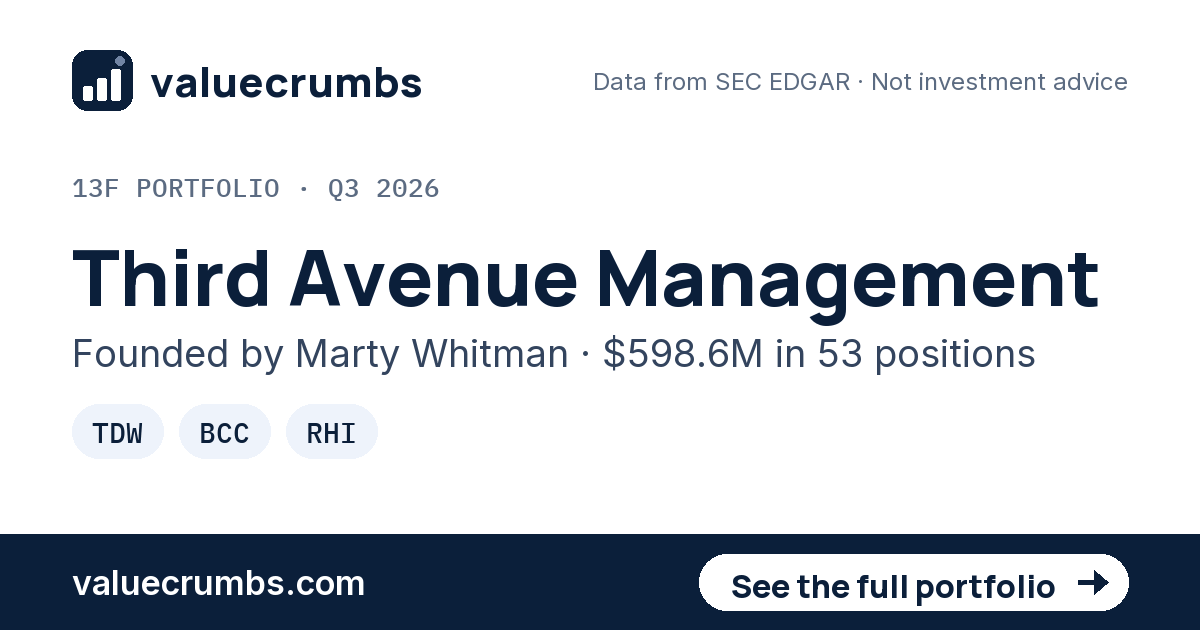 valuecrumbs
Data from SEC EDGAR · Not investment advice
13F PORTFOLIO · Q3 2026
Third Avenue Management
Founded by Marty Whitman · $598.6M in 53 positions
TDW BCC RHI
valuecrumbs.com
See the full portfolio →